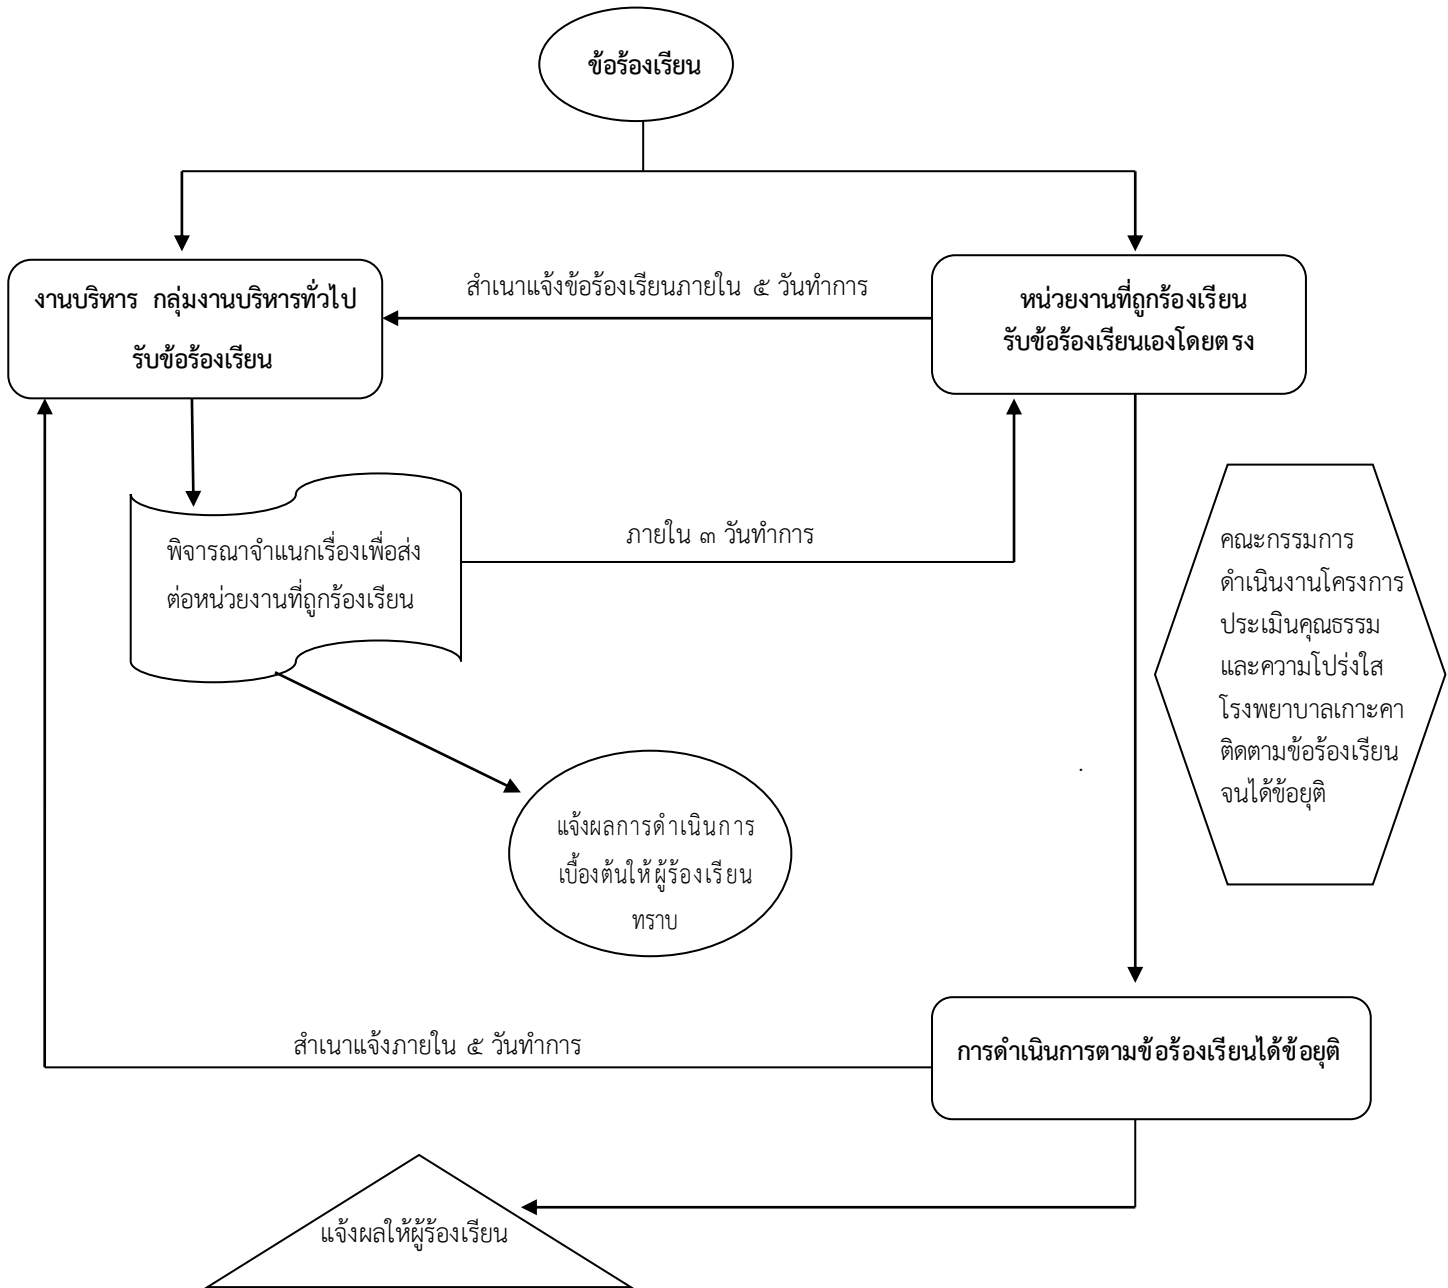 ข้อร้องเรียน
งานบริหาร กลุ่มงานบริหารทั่วไป
รับข้อร้องเรียน
สำเนาแจ้งข้อร้องเรียนภายใน ๕ วันทำการ
หน่วยงานที่ถูกร้องเรียน
รับข้อร้องเรียนเองโดยตรง
พิจารณาจำแนกเรื่องเพื่อส่ง
ต่อหน่วยงานที่ถูกร้องเรียน
ภายใน ๓ วันทำการ
คณะกรรมการ
ดำเนินงานโครงการ
ประเมินคุณธรรม
และความโปร่งใส
โรงพยาบาลเกาะคา
ติดตามข้อร้องเรียน
จนได้ข้อยุติ
แจ้งผลการดำเนินการ
เบื้องต้นให้ผู้ร้องเรียน
ทราบ
สำเนาแจ้งภายใน ๕ วันทำการ
การดำเนินการตามข้อร้องเรียนได้ข้อยุติ
แจ้งผลให้ผู้ร้องเรียน